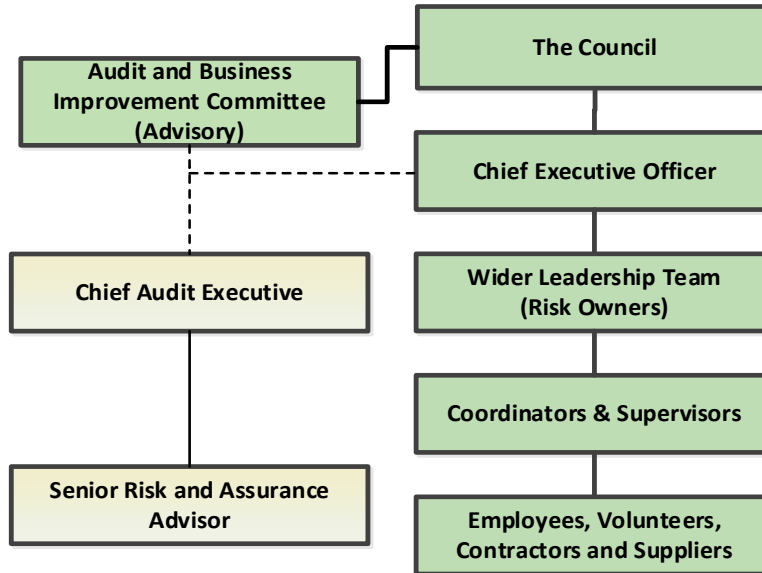 The Council
Audit and Business
Improvement Committee
(Advisory)
Chief Executive Officer
Chief Audit Executive
Wider Leadership Team
(Risk Owners)
Coordinators & Supervisors
Senior Risk and Assurance
Advisor
Employees, Volunteers,
Contractors and Suppliers